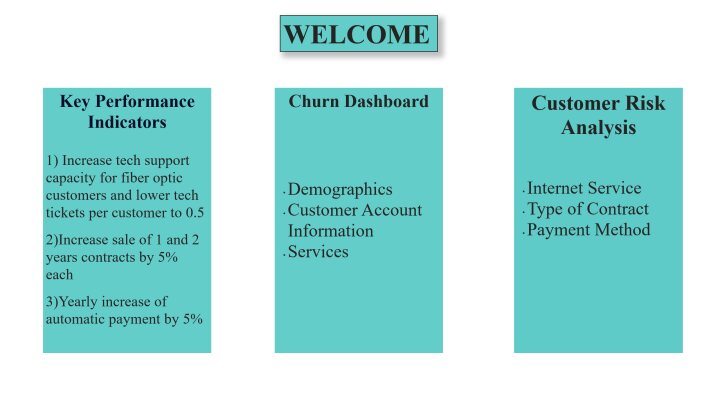 WELCOME
Key Performance
Indicators
1) Increase tech support
capacity for fiber optic
customers and lower tech
tickets per customer to 0.5
2)Increase sale of 1 and 2
years contracts by 5%
each
3)Yearly increase of
automatic payment by 5%
Churn Dashboard
.Demographics
.Customer Account
Information
.Services
Customer Risk
Analysis
.Internet Service
.Type of Contract
.Payment Method